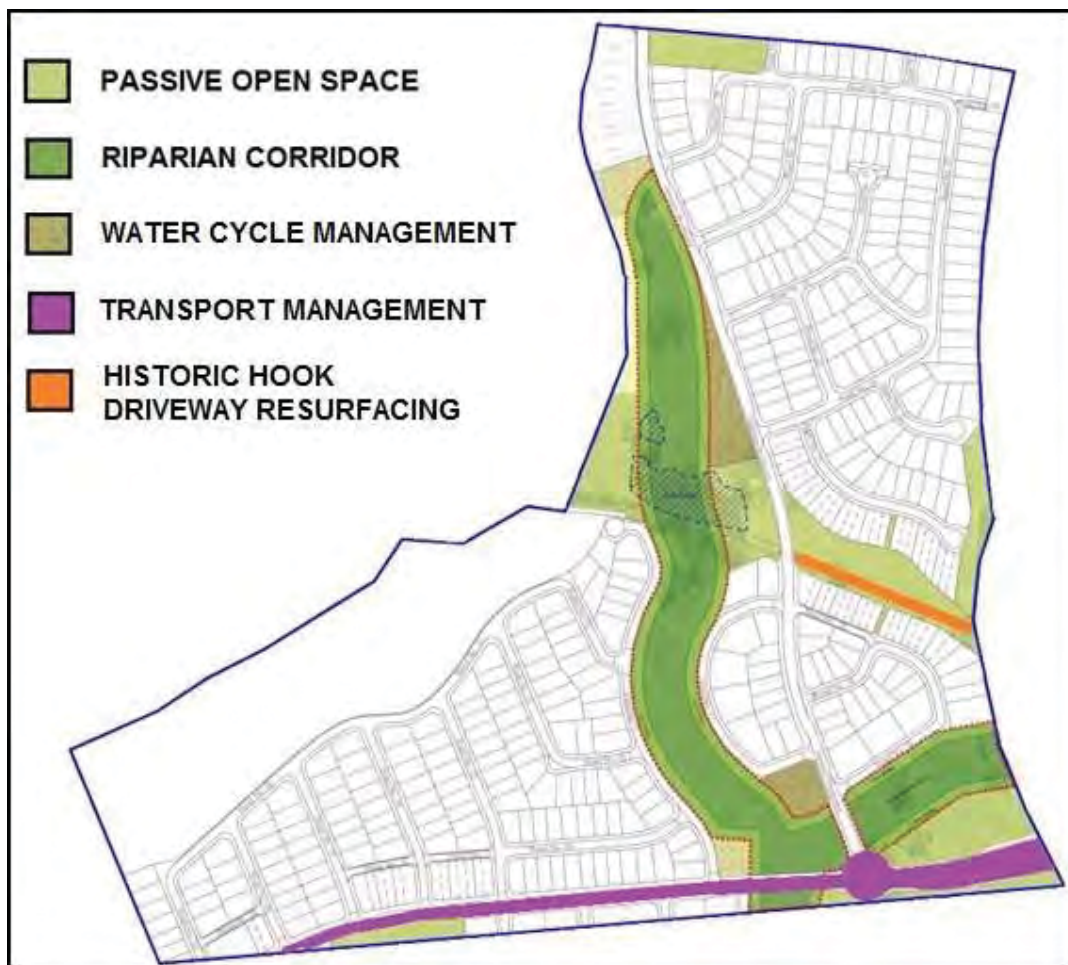 PASSIVE OPEN SPACE
RIPARIAN CORRIDOR
WATER CYCLE MANAGEMENT
TRANSPORT MANAGEMENT
HISTORIC HOOK
DRIVEWAY RESURFACING